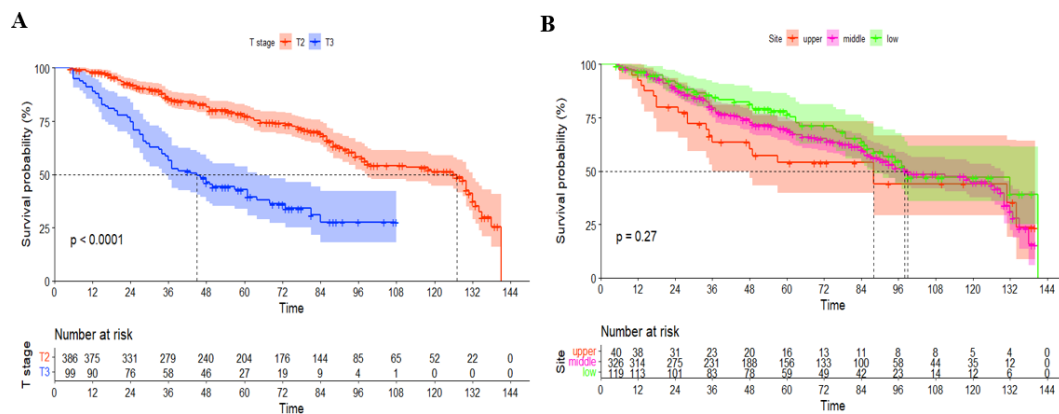 A
T stage T2 T3
Survival probability (%)
100
75
50
25
0
p < 0.0001
0 12 24 36 48 60 72 84 96 108 120 132 144
Time
Number at risk
T stage
T2 386 375 331 279 240 204 176 144 85 65 52 22 0
T3 99 90 76 58 46 27 19 9 4 1 0 0 0
0 12 24 36 48 60 72 84 96 108 120 132 144
Time
B
Site upper middle low
Survival probability (%)
100
75
50
25
0
p = 0.27
0 12 24 36 48 60 72 84 96 108 120 132 144
Time
Number at risk
Site
upper 40 38 31 23 20 16 13 11 8 8 5 4 0
middle 326 314 275 231 188 156 133 100 58 44 35 12 0
low 119 113 101 83 78 59 49 42 23 14 12 6 0
0 12 24 36 48 60 72 84 96 108 120 132 144
Time